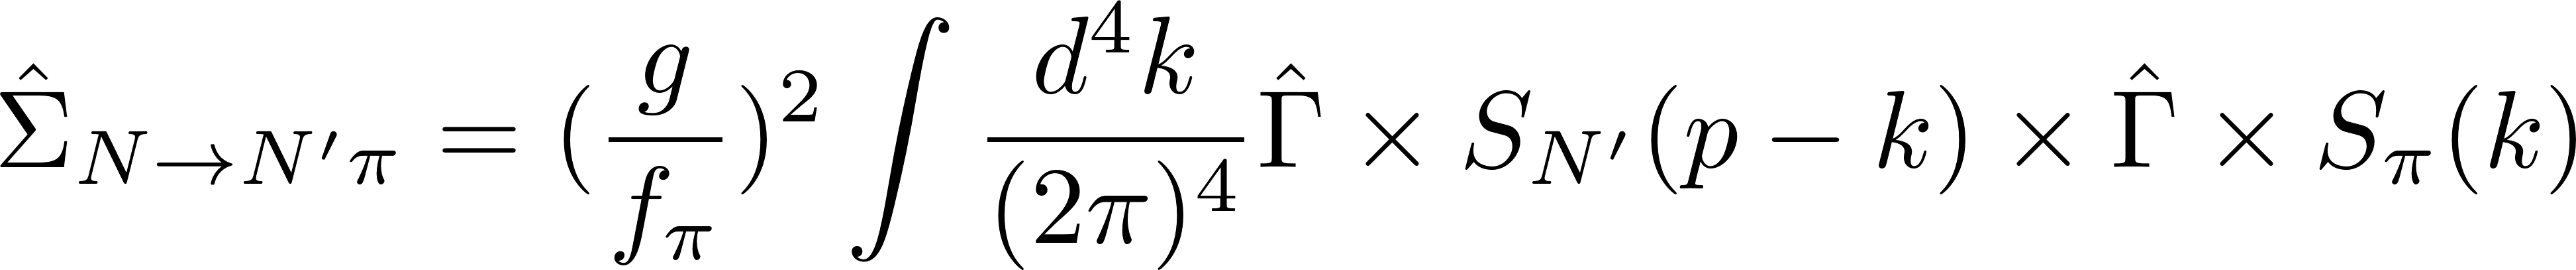 $\hat{\Sigma}_{N \to N' \pi} = (\frac{g}{f_\pi})^2 \int \frac{d^4 k}{(2\pi)^4} \hat{\Gamma} \times S_{N'}(p - k) \times \hat{\Gamma} \times S_\pi(k)$